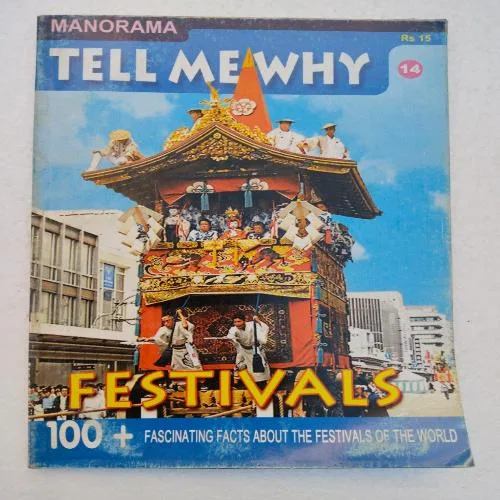 MANORAMA
Rs 15
TELL ME WHY
14
FESTIVALS
100 + FASCINATING FACTS ABOUT THE FESTIVALS OF THE WORLD